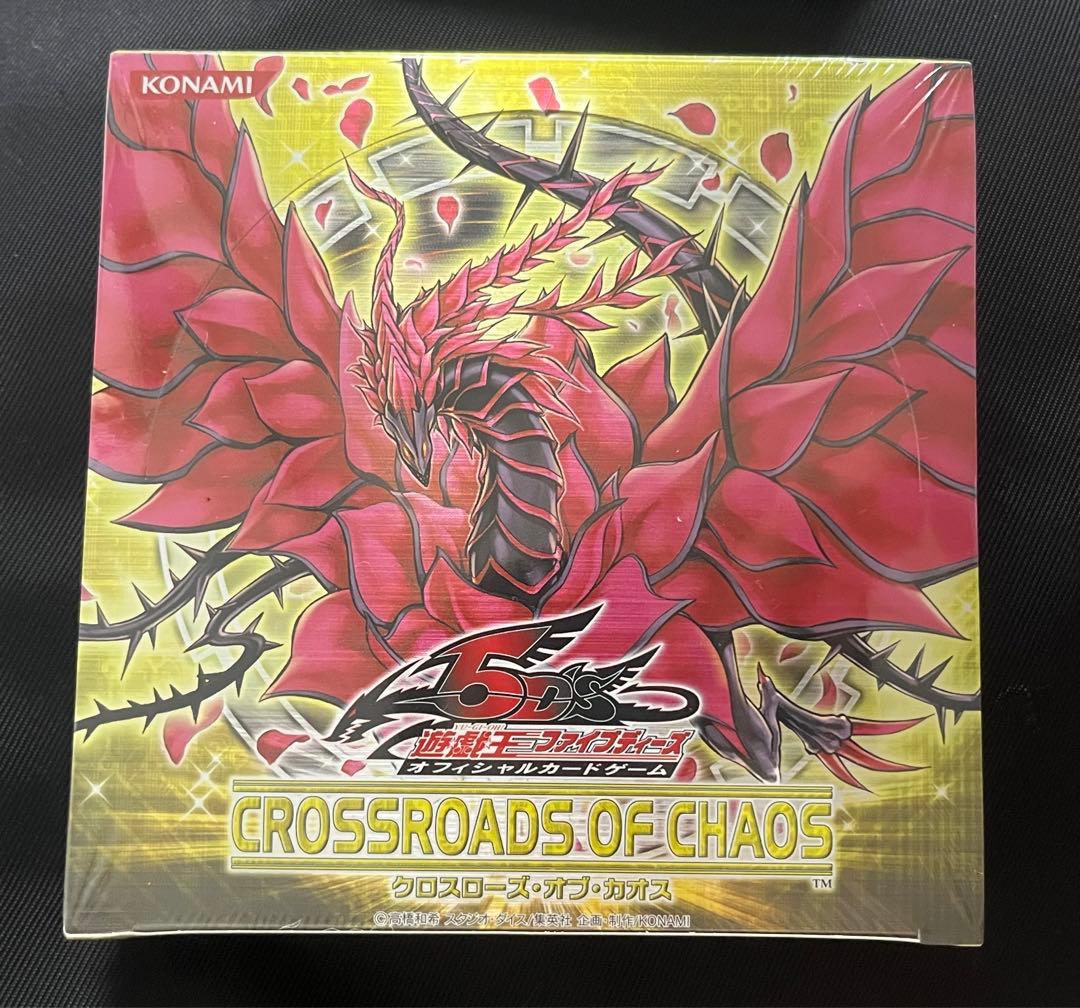 KONAMI
5D's
YU-GI-OH!
遊☆戯☆王ファイブディーズ
オフィシャルカードゲーム
CROSSROADS OF CHAOS
TM
クロスローズ・オブ・カオス
©高橋和希 スタジオ・ダイス/集英社 企画・制作/KONAMI